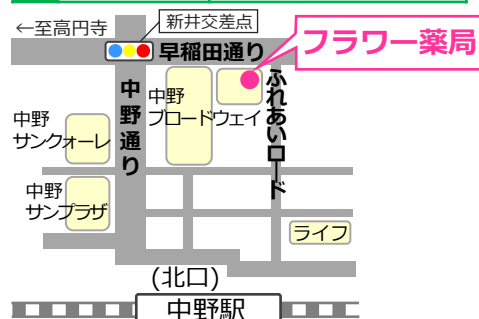 ←至高円寺
新井交差点
早稲田通り
フラワー薬局
中野通り
中野
ブロードウェイ
ふれあいロード
中野
サンクォーレ
中野
サンプラザ
ライフ
(北口)
中野駅